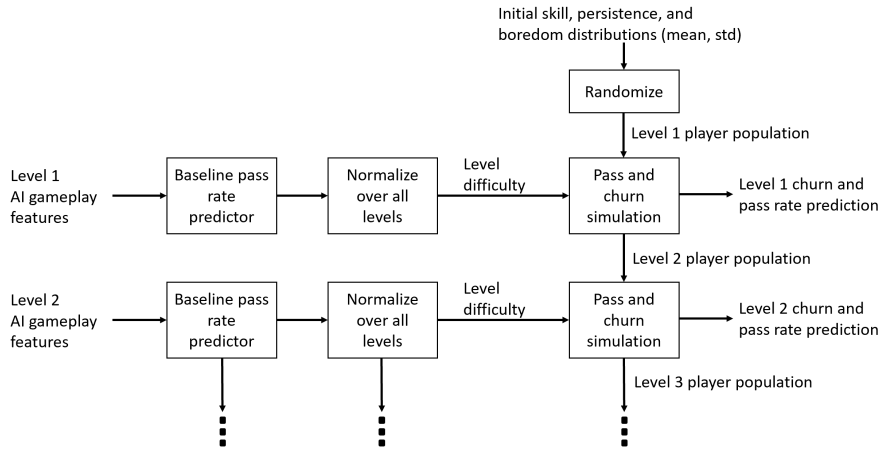 Initial skill, persistence, and
boredom distributions (mean, std)
Randomize
Level 1 player population
Level 1
AI gameplay
features
Baseline pass
rate
predictor
Normalize
over all
levels
Level
difficulty
Pass and
churn
simulation
Level 1 churn and
pass rate prediction
Level 2 player population
Level 2
AI gameplay
features
Baseline pass
rate
predictor
Normalize
over all
levels
Level
difficulty
Pass and
churn
simulation
Level 2 churn and
pass rate prediction
Level 3 player population